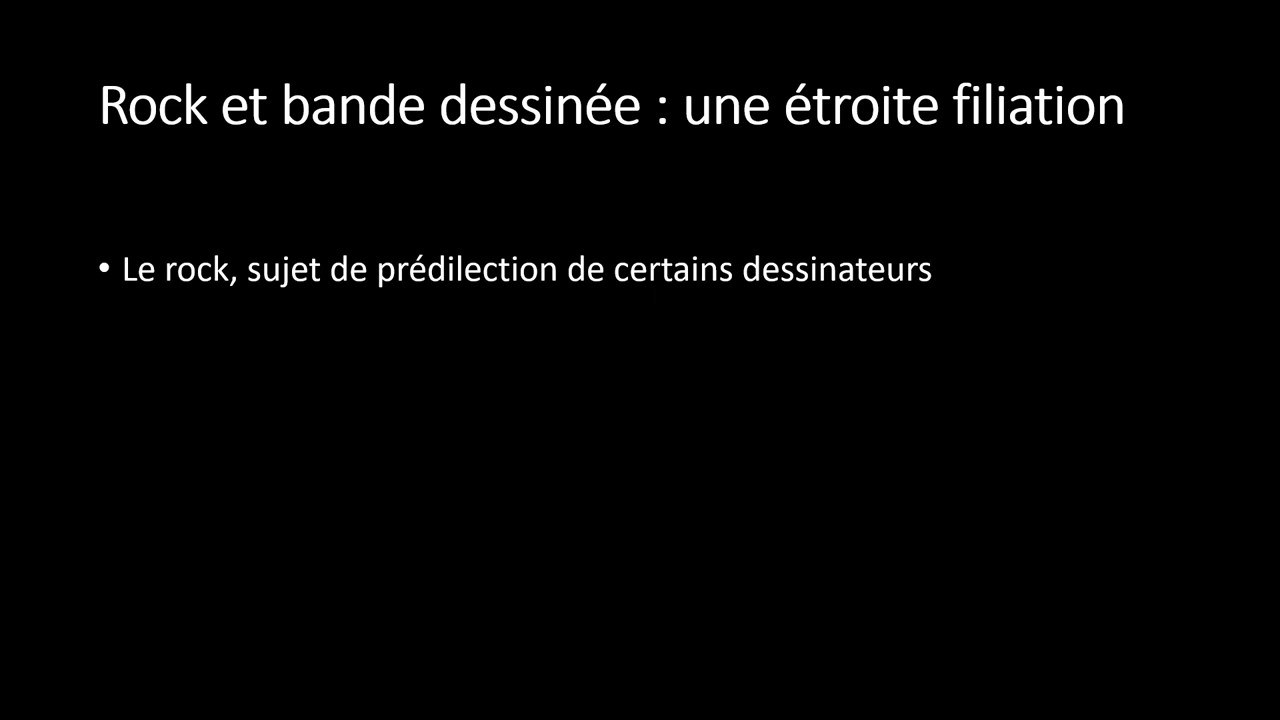 Rock et bande dessinée : une étroite filiation
• Le rock, sujet de prédilection de certains dessinateurs